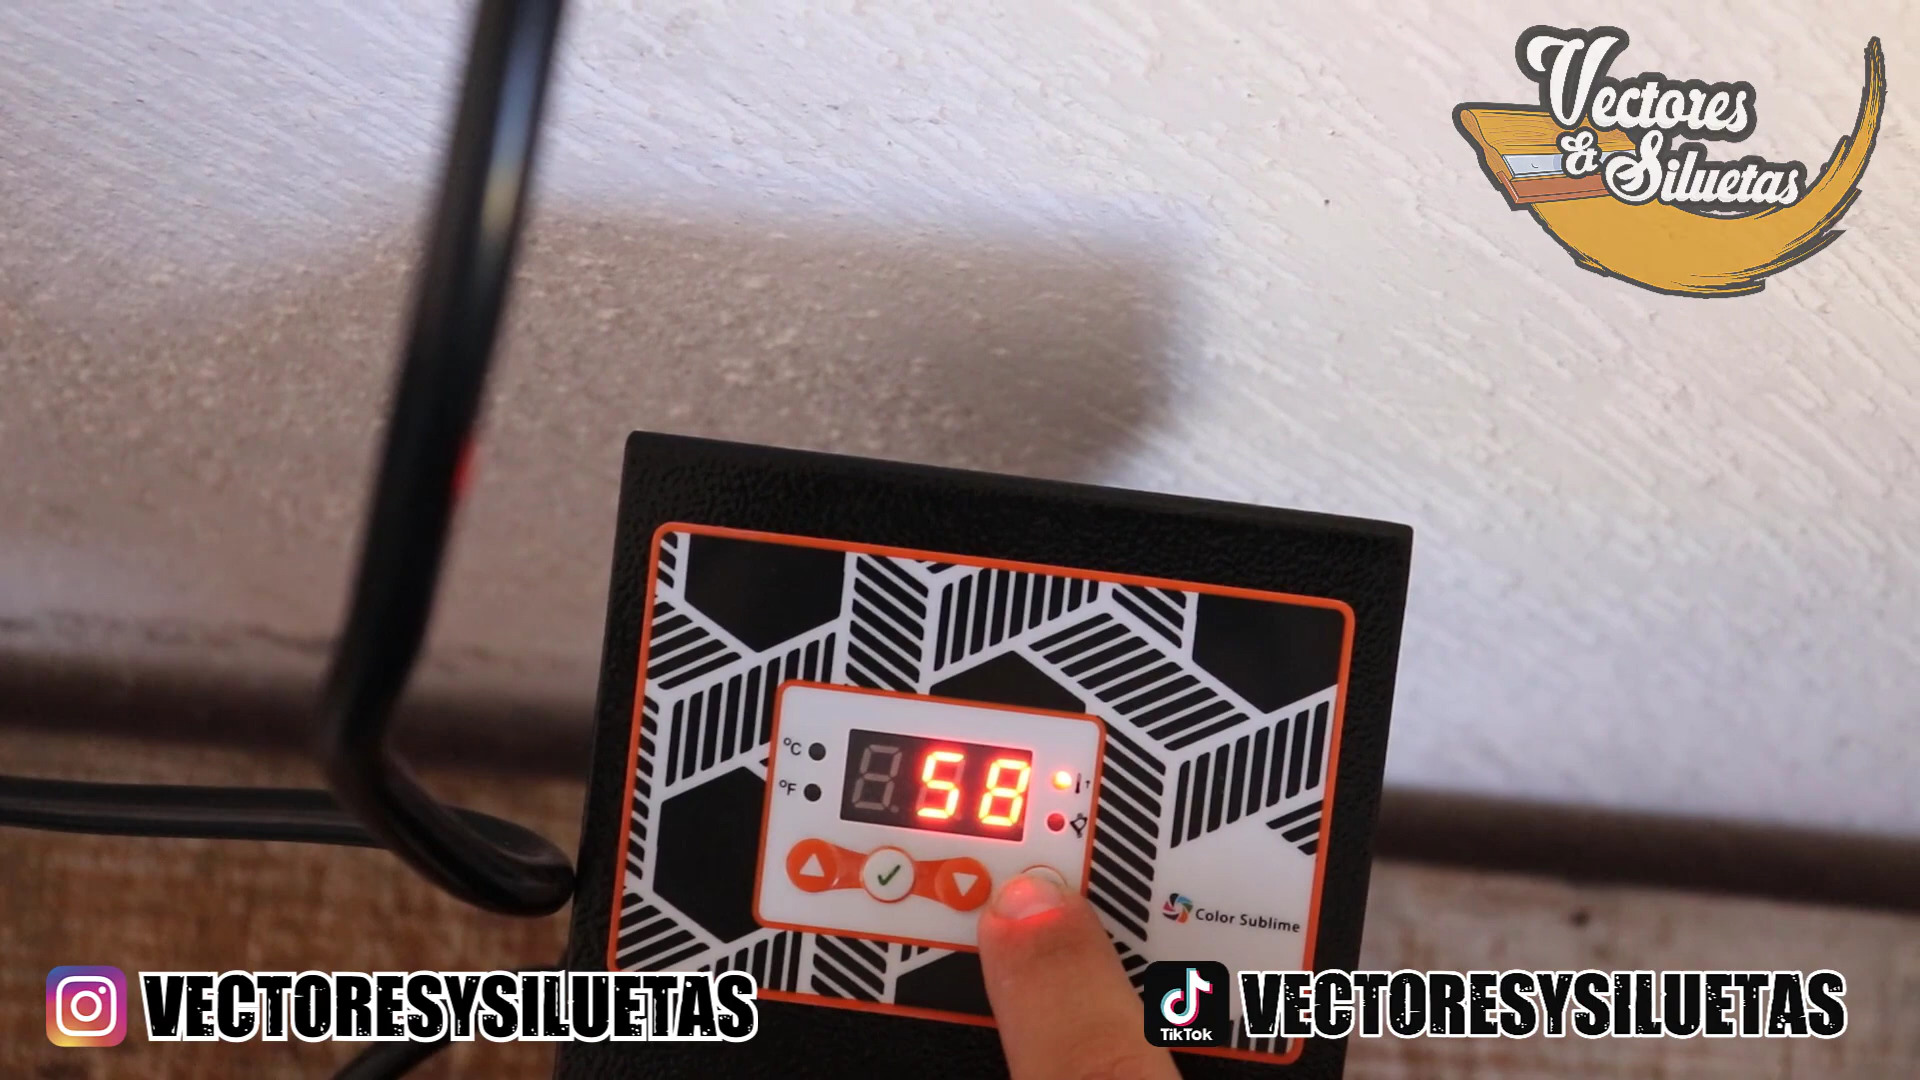 Vectores
& Siluetas
°C
58
°F
Color Sublime
VECTORESYSILUETAS
TikTok
VECTORESYSILUETAS